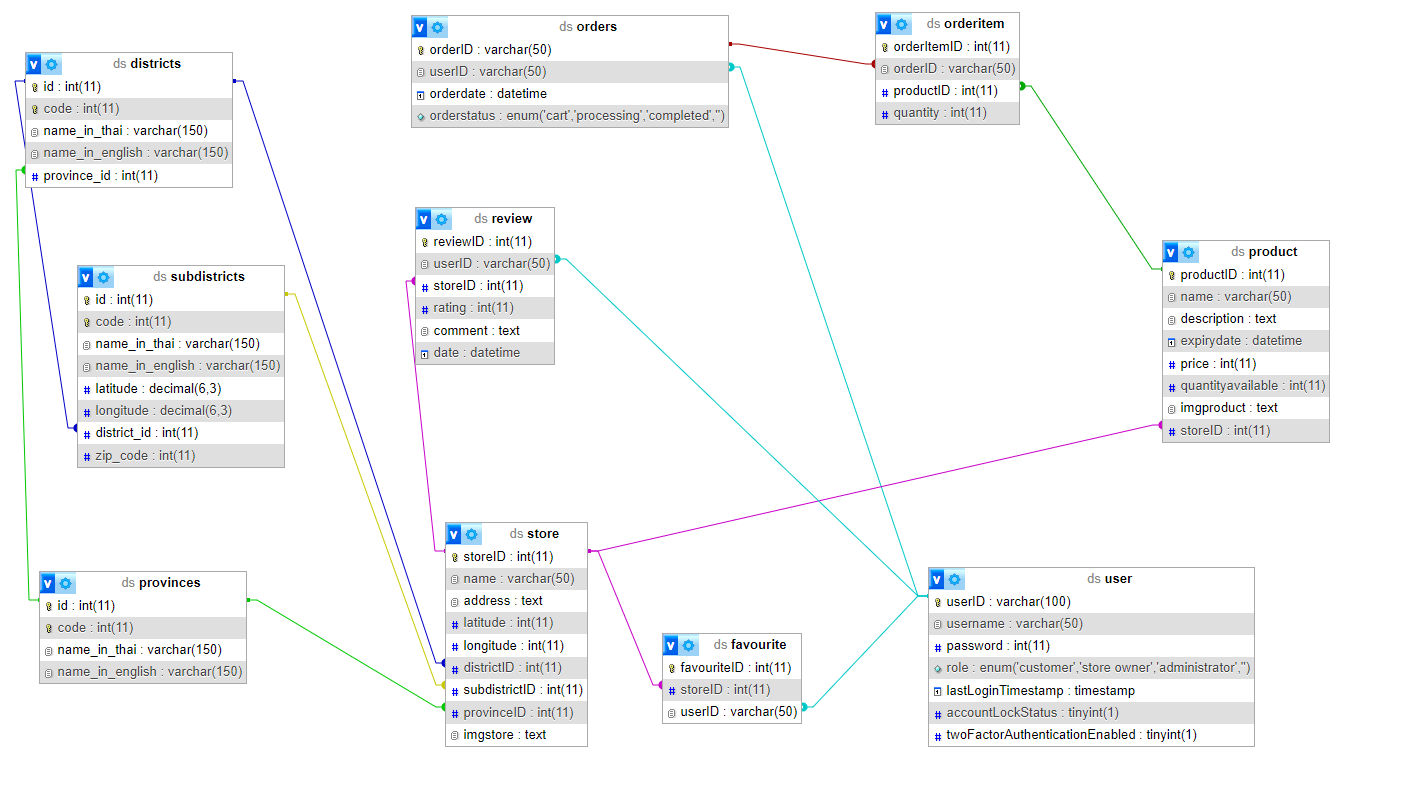 v ds orders
orderID : varchar(50)
userID : varchar(50)
orderdate : datetime
orderstatus : enum('cart','processing','completed','')
v ds orderitem
orderItemID : int(11)
orderID : varchar(50)
# productID : int(11)
# quantity : int(11)
v ds districts
id : int(11)
code : int(11)
name_in_thai : varchar(150)
name_in_english : varchar(150)
# province_id : int(11)
v ds review
reviewID : int(11)
userID : varchar(50)
# storeID : int(11)
# rating : int(11)
comment : text
date : datetime
v ds product
productID : int(11)
name : varchar(50)
description : text
expirydate : datetime
# price : int(11)
# quantityavailable : int(11)
imgproduct : text
# storeID : int(11)
v ds subdistricts
id : int(11)
code : int(11)
name_in_thai : varchar(150)
name_in_english : varchar(150)
# latitude : decimal(6,3)
# longitude : decimal(6,3)
# district_id : int(11)
# zip_code : int(11)
v ds store
storeID : int(11)
name : varchar(50)
address : text
# latitude : int(11)
# longitude : int(11)
# districtID : int(11)
# subdistrictID : int(11)
# provinceID : int(11)
imgstore : text
v ds provinces
id : int(11)
code : int(11)
name_in_thai : varchar(150)
name_in_english : varchar(150)
v ds favourite
favouriteID : int(11)
# storeID : int(11)
userID : varchar(50)
v ds user
userID : varchar(100)
username : varchar(50)
# password : int(11)
role : enum('customer','store owner','administrator','')
lastLoginTimestamp : timestamp
# accountLockStatus : tinyint(1)
# twoFactorAuthenticationEnabled : tinyint(1)